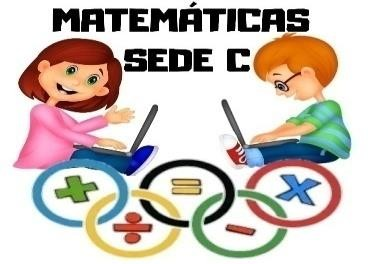 MATEMÁTICAS
SEDE C
+ = X
÷ -